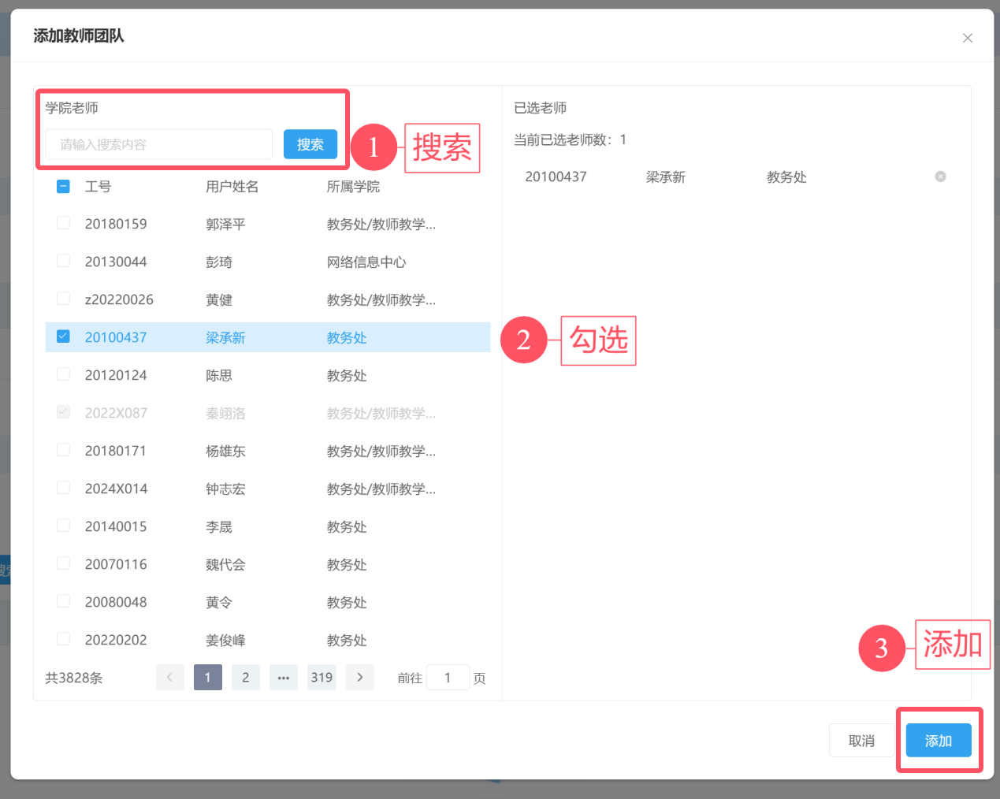 添加教师团队
学院老师
请输入搜索内容
搜索
1
搜索
工号 用户姓名 所属学院
20180159 郭泽平 教务处/教师教学...
20130044 彭琦 网络信息中心
z20220026 黄健 教务处/教师教学...
20100437 梁承新 教务处
20120124 陈思 教务处
2022X087 秦翊洛 教务处/教师教学...
20180171 杨雄东 教务处/教师教学...
2024X014 钟志宏 教务处/教师教学...
20140015 李晟 教务处
20070116 魏代会 教务处
20080048 黄令 教务处
20220202 姜俊峰 教务处
共3828条 1 2 ... 319 前往 1 页
已选老师
当前已选老师数：1
20100437 梁承新 教务处
2
勾选
3
添加
取消
添加